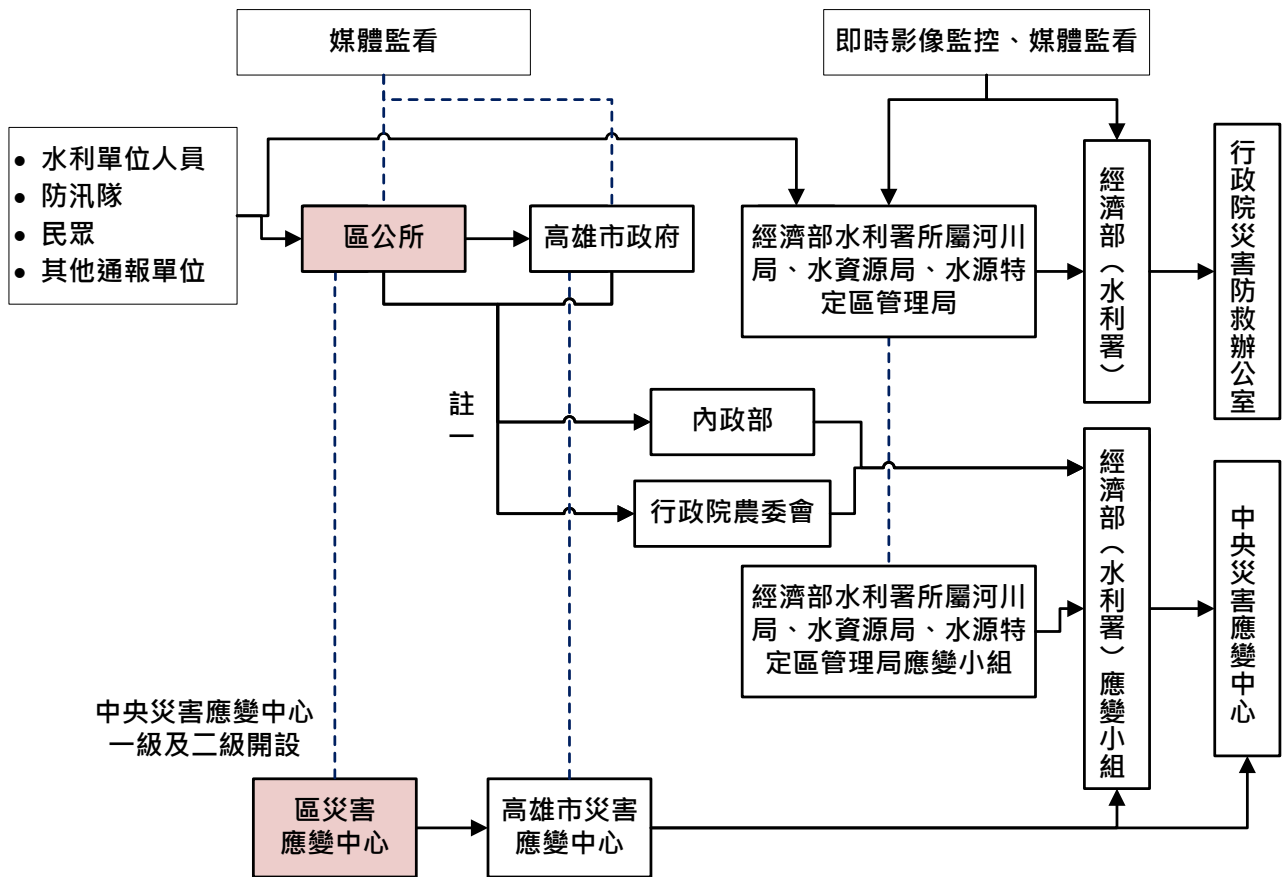 媒體監看
即時影像監控、媒體監看
• 水利單位人員
• 防汛隊
• 民眾
• 其他通報單位
區公所
高雄市政府
經濟部水利署所屬河川
局、水資源局、水源特
定區管理局
經濟部（水利署）
行政院災害防救辦公室
註一
內政部
行政院農委會
經濟部水利署所屬河川
局、水資源局、水源特
定區管理局應變小組
經濟部（水利署）應變小組
中央災害應變中心
中央災害應變中心
一級及二級開設
區災害
應變中心
高雄市災害
應變中心